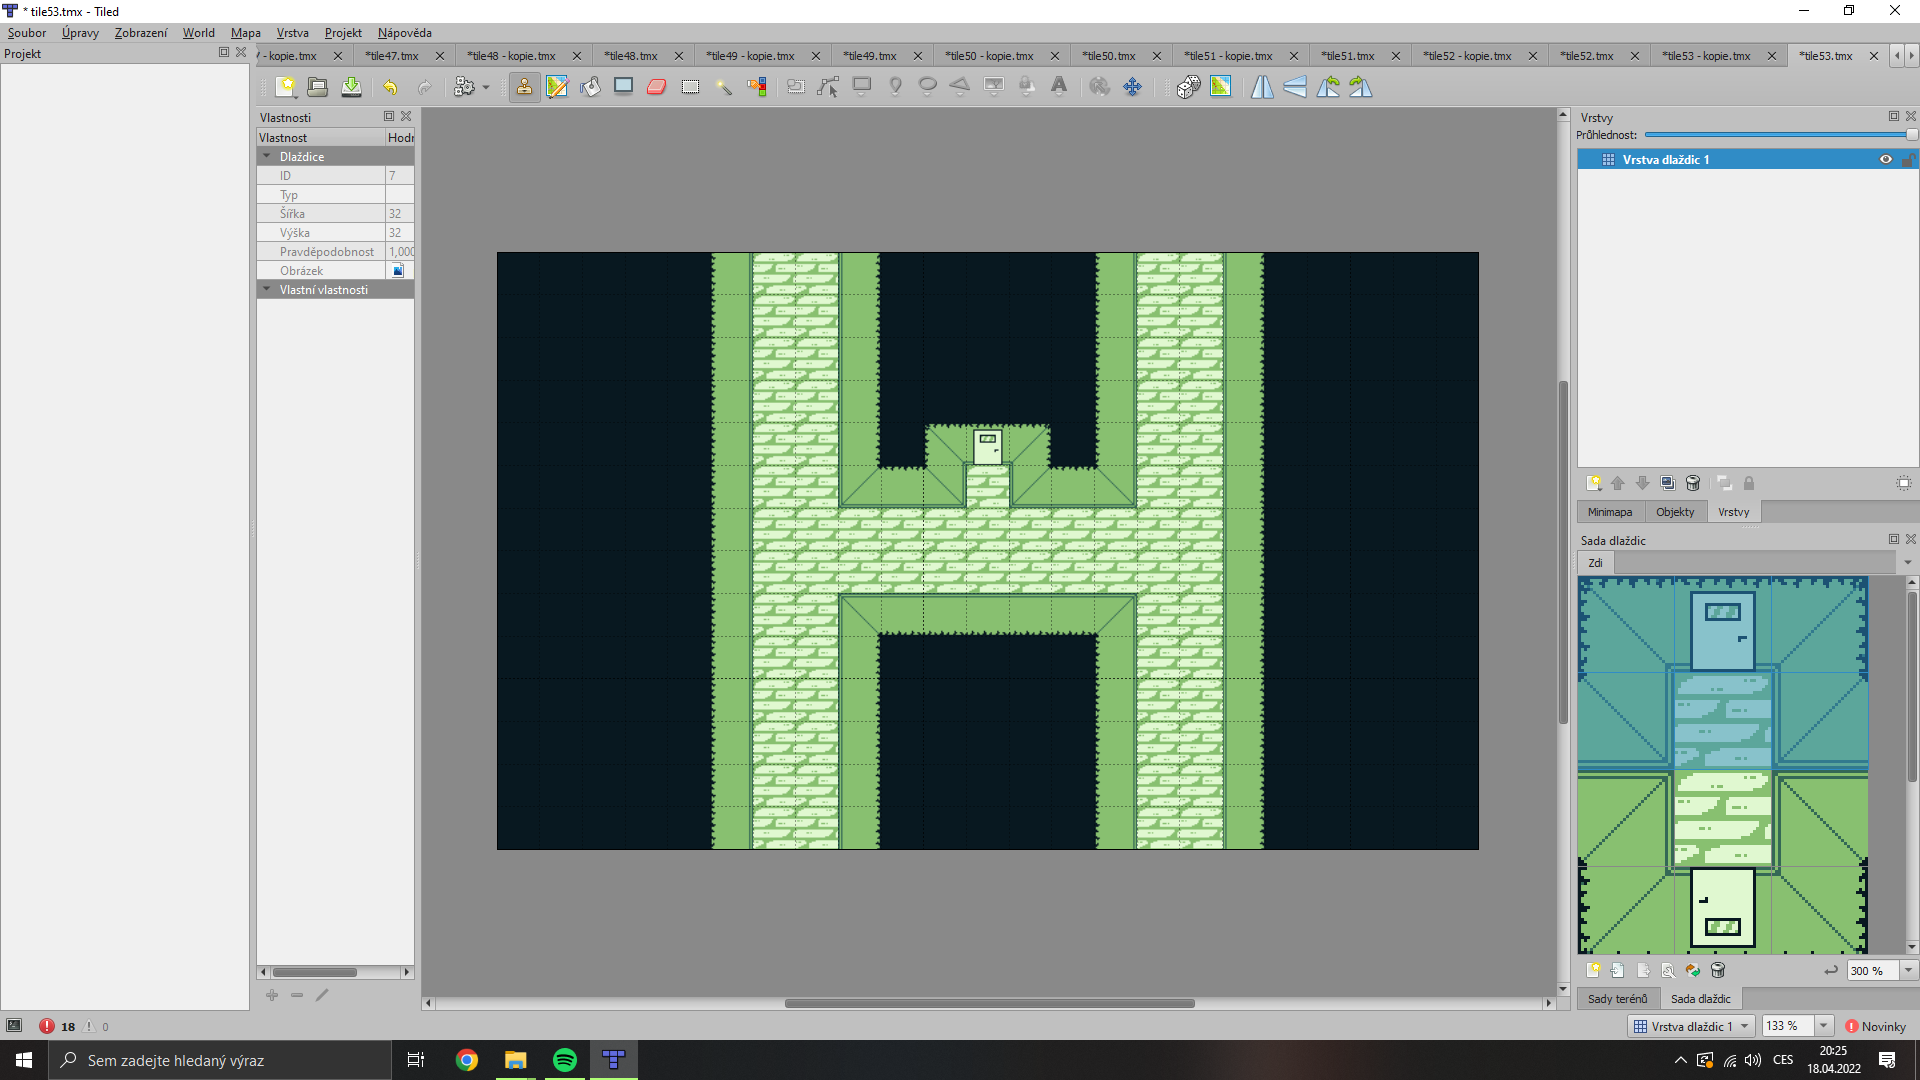 * tile53.tmx - Tiled
Soubor Úpravy Zobrazení World Mapa Vrstva Projekt Nápověda
Projekt
- kopie.tmx *tile47.tmx *tile48 - kopie.tmx *tile48.tmx *tile49 - kopie.tmx *tile49.tmx *tile50 - kopie.tmx *tile50.tmx *tile51 - kopie.tmx *tile51.tmx *tile52 - kopie.tmx *tile52.tmx *tile53 - kopie.tmx *tile53.tmx
Vlastnosti
Vlastnost Hodr
Dlaždice
ID 7
Typ
Šířka 32
Výška 32
Pravděpodobnost 1,000
Obrázek
Vlastní vlastnosti
Vrstvy
Průhlednost:
Vrstva dlaždic 1
Minimapa Objekty Vrstvy
Sada dlaždic
Zdi
300 %
Sady terénů Sada dlaždic
18 0
Vrstva dlaždic 1 133 % Novinky
Sem zadejte hledaný výraz
CES
20:25
18.04.2022